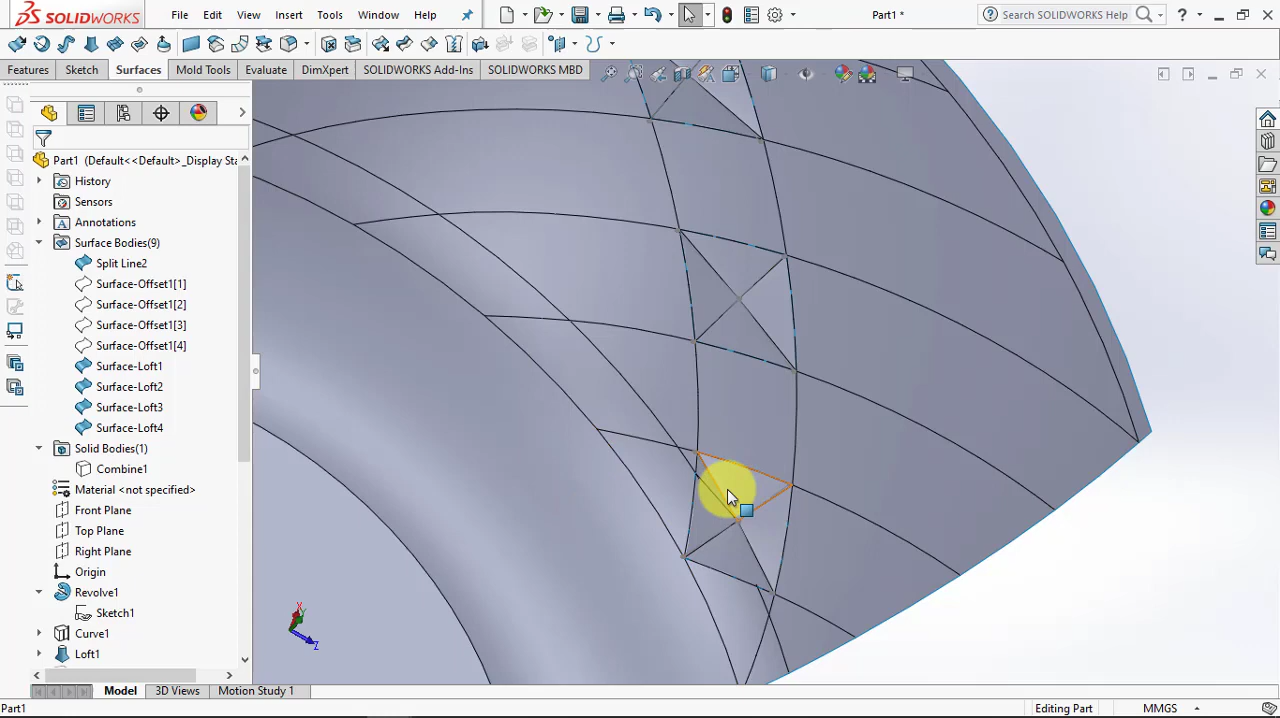 SOLIDWORKS File Edit View Insert Tools Window Help Part1 * Search SOLIDWORKS Help ?
Features Sketch Surfaces Mold Tools Evaluate DimXpert SOLIDWORKS Add-Ins SOLIDWORKS MBD
Part1 (Default<<Default>_Display Sta
History
Sensors
Annotations
Surface Bodies(9)
Split Line2
Surface-Offset1[1]
Surface-Offset1[2]
Surface-Offset1[3]
Surface-Offset1[4]
Surface-Loft1
Surface-Loft2
Surface-Loft3
Surface-Loft4
Solid Bodies(1)
Combine1
Material <not specified>
Front Plane
Top Plane
Right Plane
Origin
Revolve1
Sketch1
Curve1
Loft1
X
Y
Z
Model 3D Views Motion Study 1
Part1 Editing Part MMGS